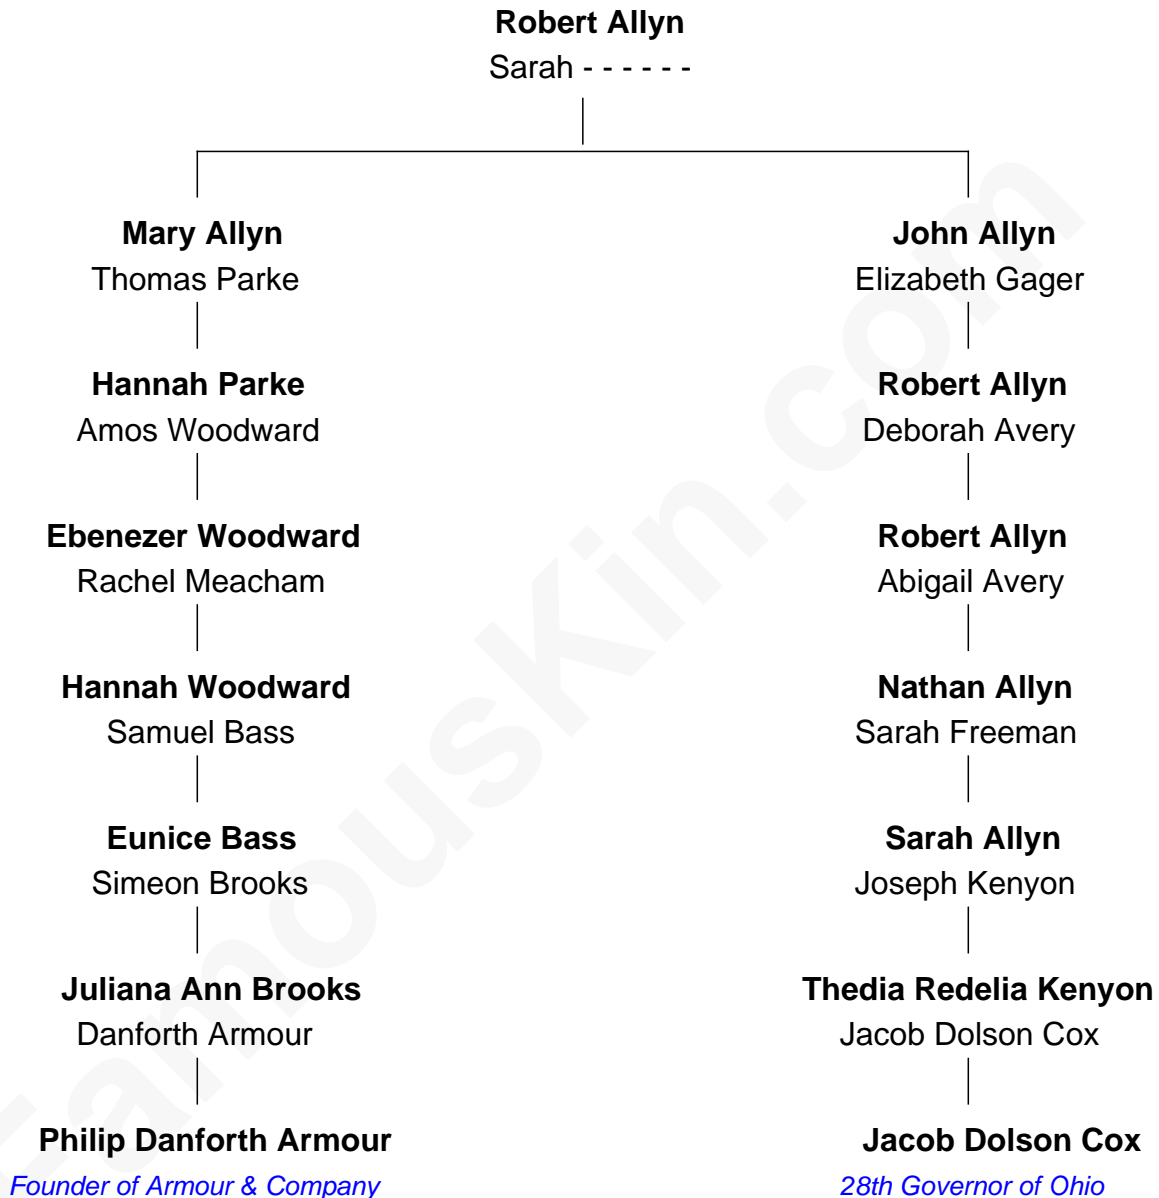 Robert Allyn
Sarah - - - - - -
Mary Allyn
Thomas Parke
John Allyn
Elizabeth Gager
Hannah Parke
Amos Woodward
Robert Allyn
Deborah Avery
Ebenezer Woodward
Rachel Meacham
Robert Allyn
Abigail Avery
Hannah Woodward
Samuel Bass
Nathan Allyn
Sarah Freeman
Eunice Bass
Simeon Brooks
Sarah Allyn
Joseph Kenyon
Juliana Ann Brooks
Danforth Armour
Thedia Redelia Kenyon
Jacob Dolson Cox
Philip Danforth Armour
Founder of Armour & Company
Jacob Dolson Cox
28th Governor of Ohio
FamousKin.com